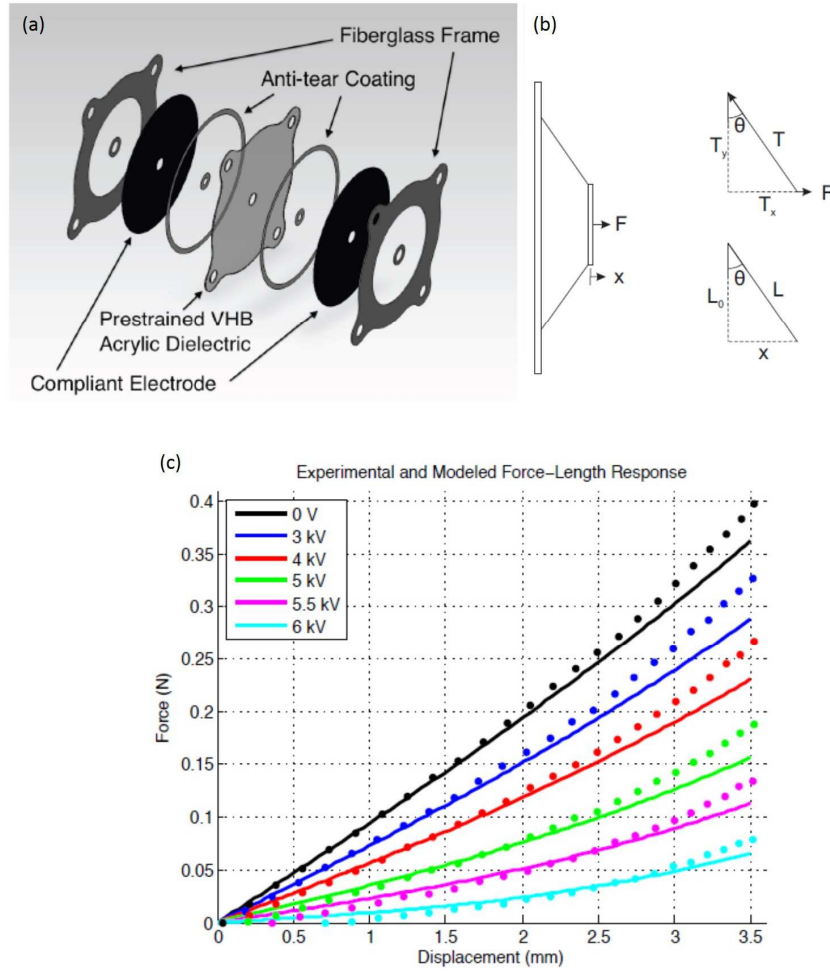 (a)
Fiberglass Frame
Anti-tear Coating
Prestrained VHB
Acrylic Dielectric
Compliant Electrode
(b)
F
x
θ
T
T_y
T_x
F
θ
L
L_0
x
(c)
Experimental and Modeled Force–Length Response
0 V
3 kV
4 kV
5 kV
5.5 kV
6 kV
Force (N)
0.4
0.35
0.3
0.25
0.2
0.15
0.1
0.05
0
0 0.5 1 1.5 2 2.5 3 3.5
Displacement (mm)